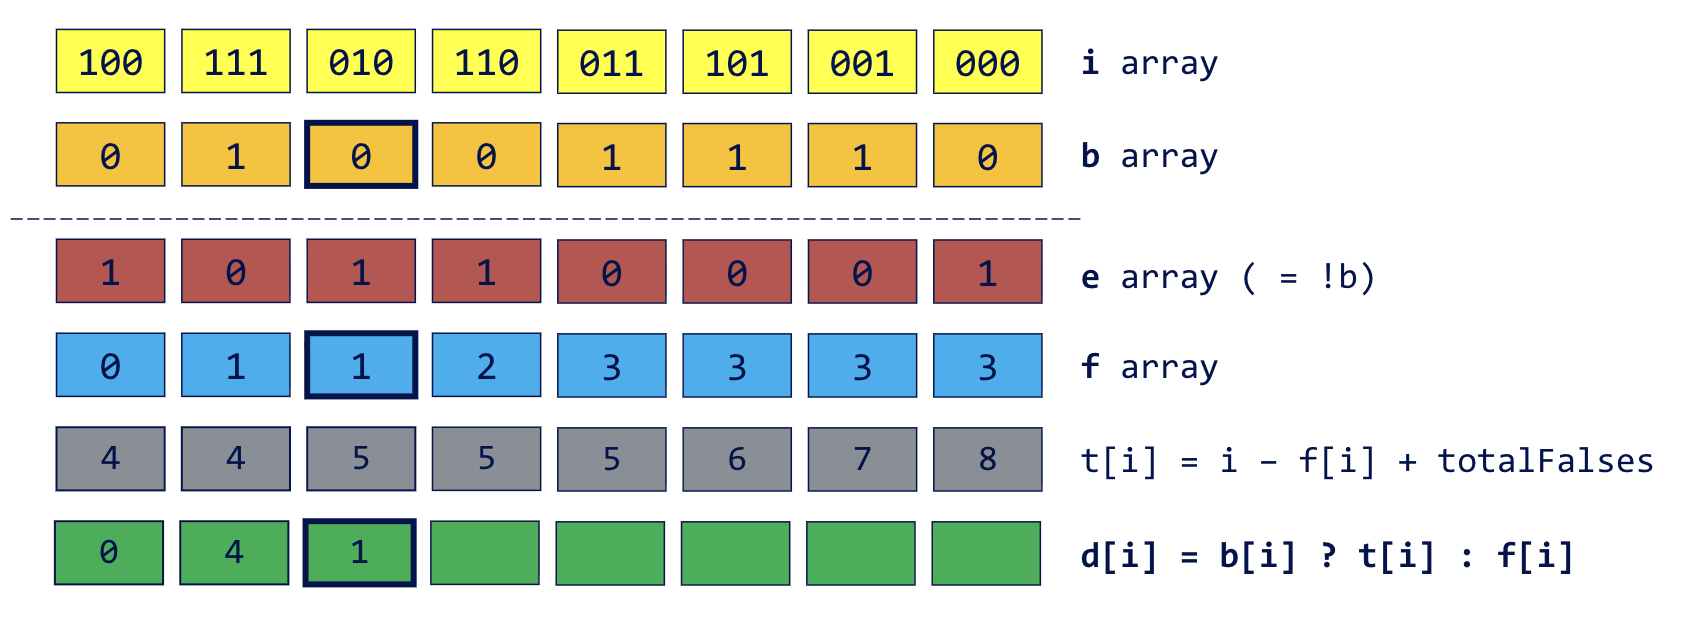 100 111 010 110 011 101 001 000 i array
0 1 0 0 1 1 1 0 b array
1 0 1 1 0 0 0 1 e array ( = !b)
0 1 1 2 3 3 3 3 f array
4 4 5 5 5 6 7 8 t[i] = i − f[i] + totalFalses
0 4 1 d[i] = b[i] ? t[i] : f[i]